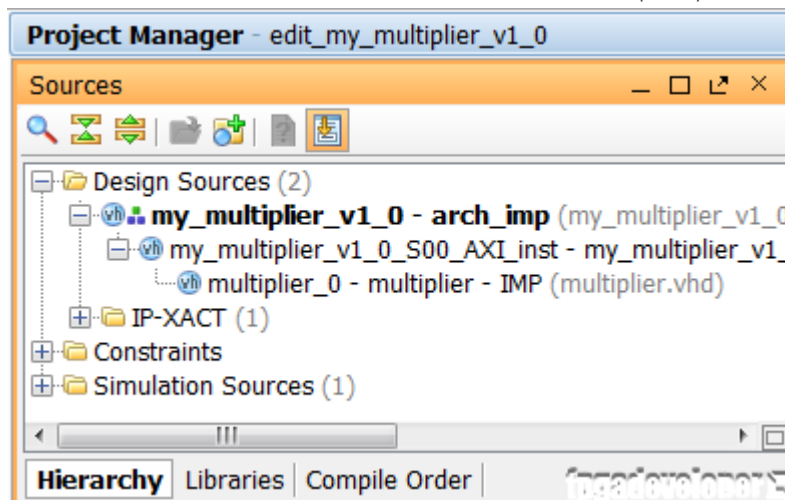 Project Manager - edit_my_multiplier_v1_0
Sources
Design Sources (2)
my_multiplier_v1_0 - arch_imp (my_multiplier_v1_0
my_multiplier_v1_0_S00_AXI_inst - my_multiplier_v1_
multiplier_0 - multiplier - IMP (multiplier.vhd)
IP-XACT (1)
Constraints
Simulation Sources (1)
Hierarchy Libraries Compile Order